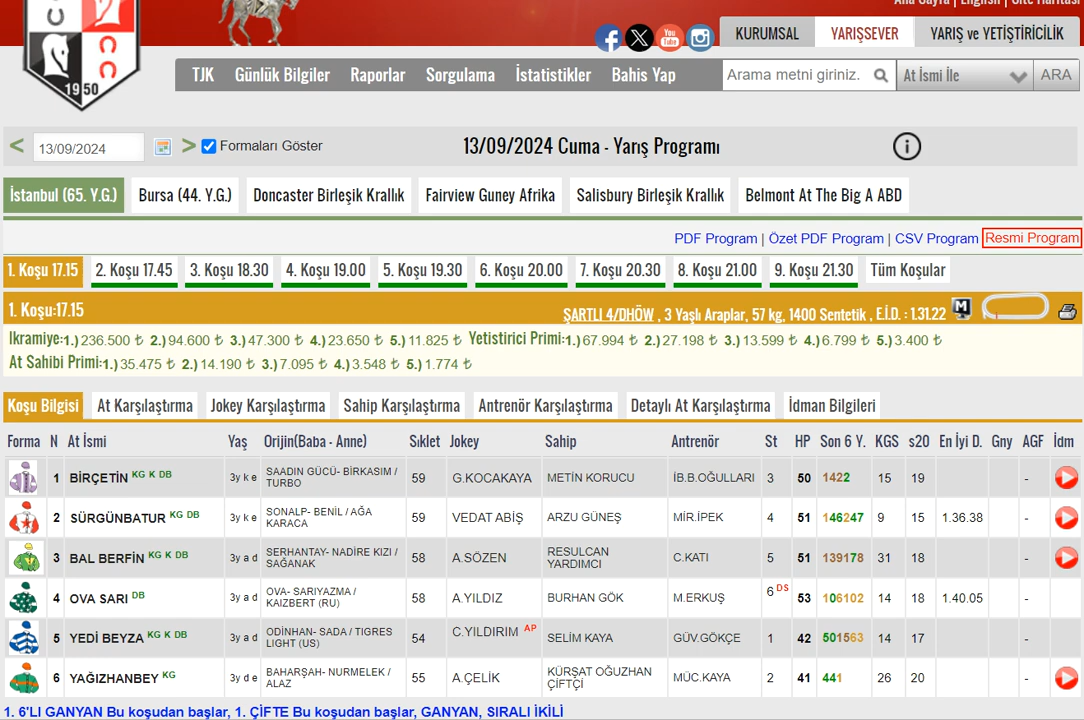 Ana Sayfa | English | Site Haritası
1950
KURUMSAL YARIŞSEVER YARIŞ ve YETİŞTİRİCİLİK
TJK Günlük Bilgiler Raporlar Sorgulama İstatistikler Bahis Yap Arama metni giriniz. At İsmi İle ARA
< 13/09/2024 > Formaları Göster 13/09/2024 Cuma - Yarış Programı
İstanbul (65. Y.G.) Bursa (44. Y.G.) Doncaster Birleşik Krallık Fairview Guney Afrika Salisbury Birleşik Krallık Belmont At The Big A ABD
PDF Program | Özet PDF Program | CSV Program Resmi Program
1. Koşu 17.15 2. Koşu 17.45 3. Koşu 18.30 4. Koşu 19.00 5. Koşu 19.30 6. Koşu 20.00 7. Koşu 20.30 8. Koşu 21.00 9. Koşu 21.30 Tüm Koşular
1. Koşu:17.15 ŞARTLI 4/DHÖW , 3 Yaşlı Araplar, 57 kg, 1400 Sentetik , E.İ.D. : 1.31.22
Ikramiye:1.) 236.500 ₺ 2.) 94.600 ₺ 3.) 47.300 ₺ 4.) 23.650 ₺ 5.) 11.825 ₺ Yetistirici Primi:1.) 67.994 ₺ 2.) 27.198 ₺ 3.) 13.599 ₺ 4.) 6.799 ₺ 5.) 3.400 ₺
At Sahibi Primi:1.) 35.475 ₺ 2.) 14.190 ₺ 3.) 7.095 ₺ 4.) 3.548 ₺ 5.) 1.774 ₺
Koşu Bilgisi At Karşılaştırma Jokey Karşılaştırma Sahip Karşılaştırma Antrenör Karşılaştırma Detaylı At Karşılaştırma İdman Bilgileri
Forma N At İsmi Yaş Orijin(Baba - Anne) Sıklet Jokey Sahip Antrenör St HP Son 6 Y. KGS s20 En İyi D. Gny AGF İdm
1 BİRÇETİN KG K DB 3y k e SAADIN GÜCÜ- BİRKASIM / TURBO 59 G.KOCAKAYA METİN KORUCU İB.B.OĞULLARI 3 50 1422 15 19 -
2 SÜRGÜNBATUR KG DB 3y k e SONALP- BENİL / AĞA KARACA 59 VEDAT ABİŞ ARZU GÜNEŞ MİR.İPEK 4 51 146247 9 15 1.36.38 -
3 BAL BERFİN KG K DB 3y a d SERHANTAY- NADİRE KIZI / SAĞANAK 58 A.SÖZEN RESULCAN YARDIMCI C.KATI 5 51 139178 31 18 -
4 OVA SARI DB 3y a d OVA- SARIYAZMA / KAIZBERT (RU) 58 A.YILDIZ BURHAN GÖK M.ERKUŞ 6 DS 53 106102 14 18 1.40.05 -
5 YEDİ BEYZA KG K DB 3y a d ODİNHAN- SADA / TIGRES LIGHT (US) 54 C.YILDIRIM AP SELİM KAYA GÜV.GÖKÇE 1 42 501563 14 17 -
6 YAĞIZHANBEY KG 3y d e BAHARŞAH- NURMELEK / ALAZ 55 A.ÇELİK KÜRŞAT OĞUZHAN ÇİFTÇİ MÜC.KAYA 2 41 441 26 20 -
1. 6'LI GANYAN Bu koşudan başlar, 1. ÇİFTE Bu koşudan başlar, GANYAN, SIRALI İKİLİ